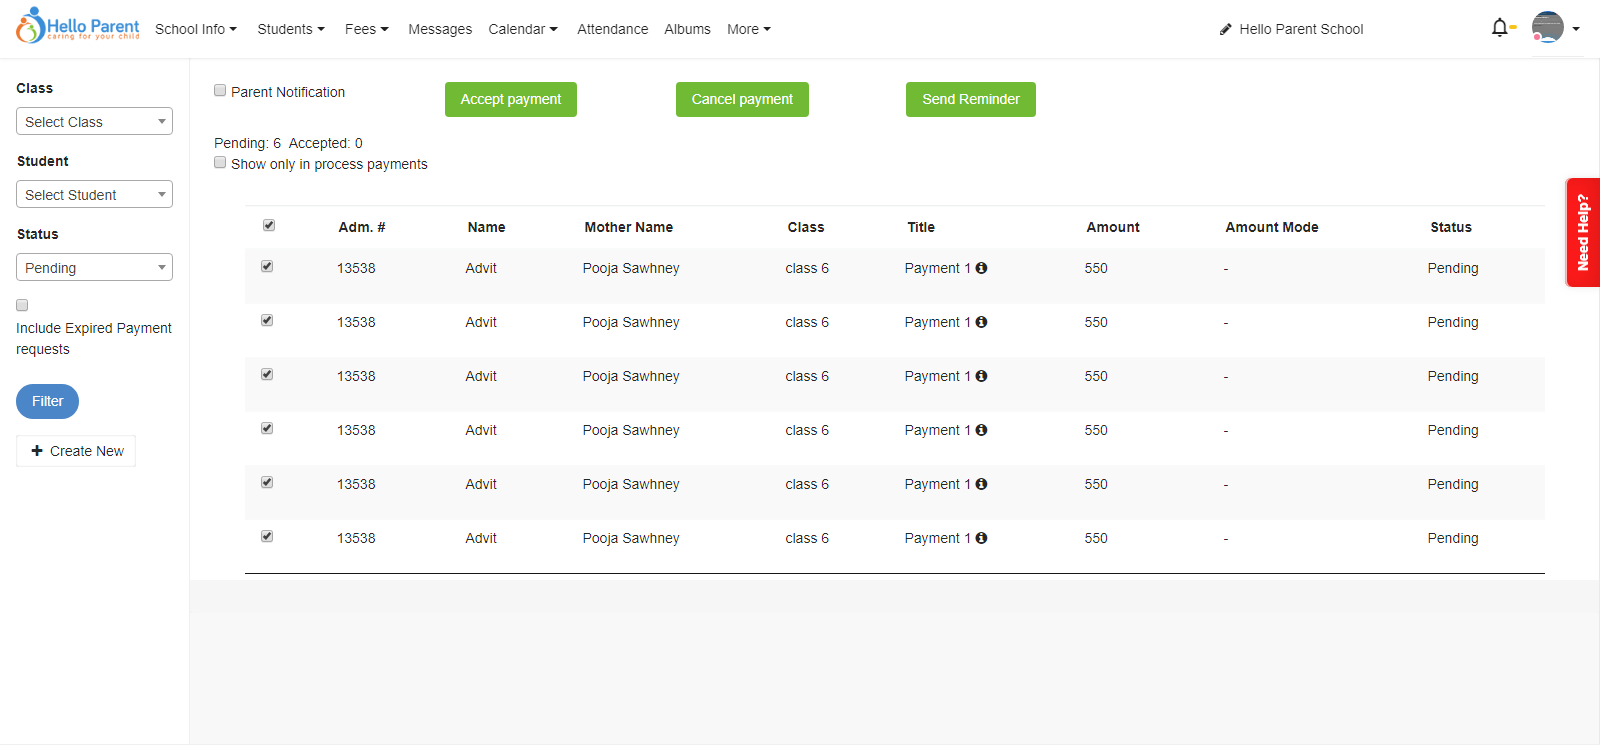 Hello Parent
caring for your child
School Info Students Fees Messages Calendar Attendance Albums More Hello Parent School
Class
Select Class
Student
Select Student
Status
Pending
Include Expired Payment
requests
Filter
Create New
Parent Notification Accept payment Cancel payment Send Reminder
Pending: 6 Accepted: 0
Show only in process payments
Adm. # Name Mother Name Class Title Amount Amount Mode Status
13538 Advit Pooja Sawhney class 6 Payment 1 550 - Pending
13538 Advit Pooja Sawhney class 6 Payment 1 550 - Pending
13538 Advit Pooja Sawhney class 6 Payment 1 550 - Pending
13538 Advit Pooja Sawhney class 6 Payment 1 550 - Pending
13538 Advit Pooja Sawhney class 6 Payment 1 550 - Pending
13538 Advit Pooja Sawhney class 6 Payment 1 550 - Pending
Need Help?